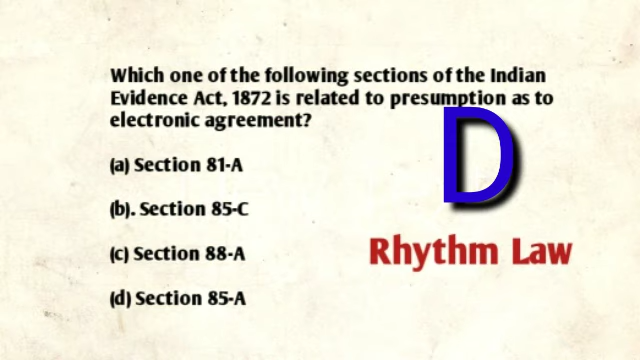 Which one of the following sections of the Indian
Evidence Act, 1872 is related to presumption as to
electronic agreement?
(a) Section 81-A
(b). Section 85-C
(c) Section 88-A
(d) Section 85-A
D
Rhythm Law